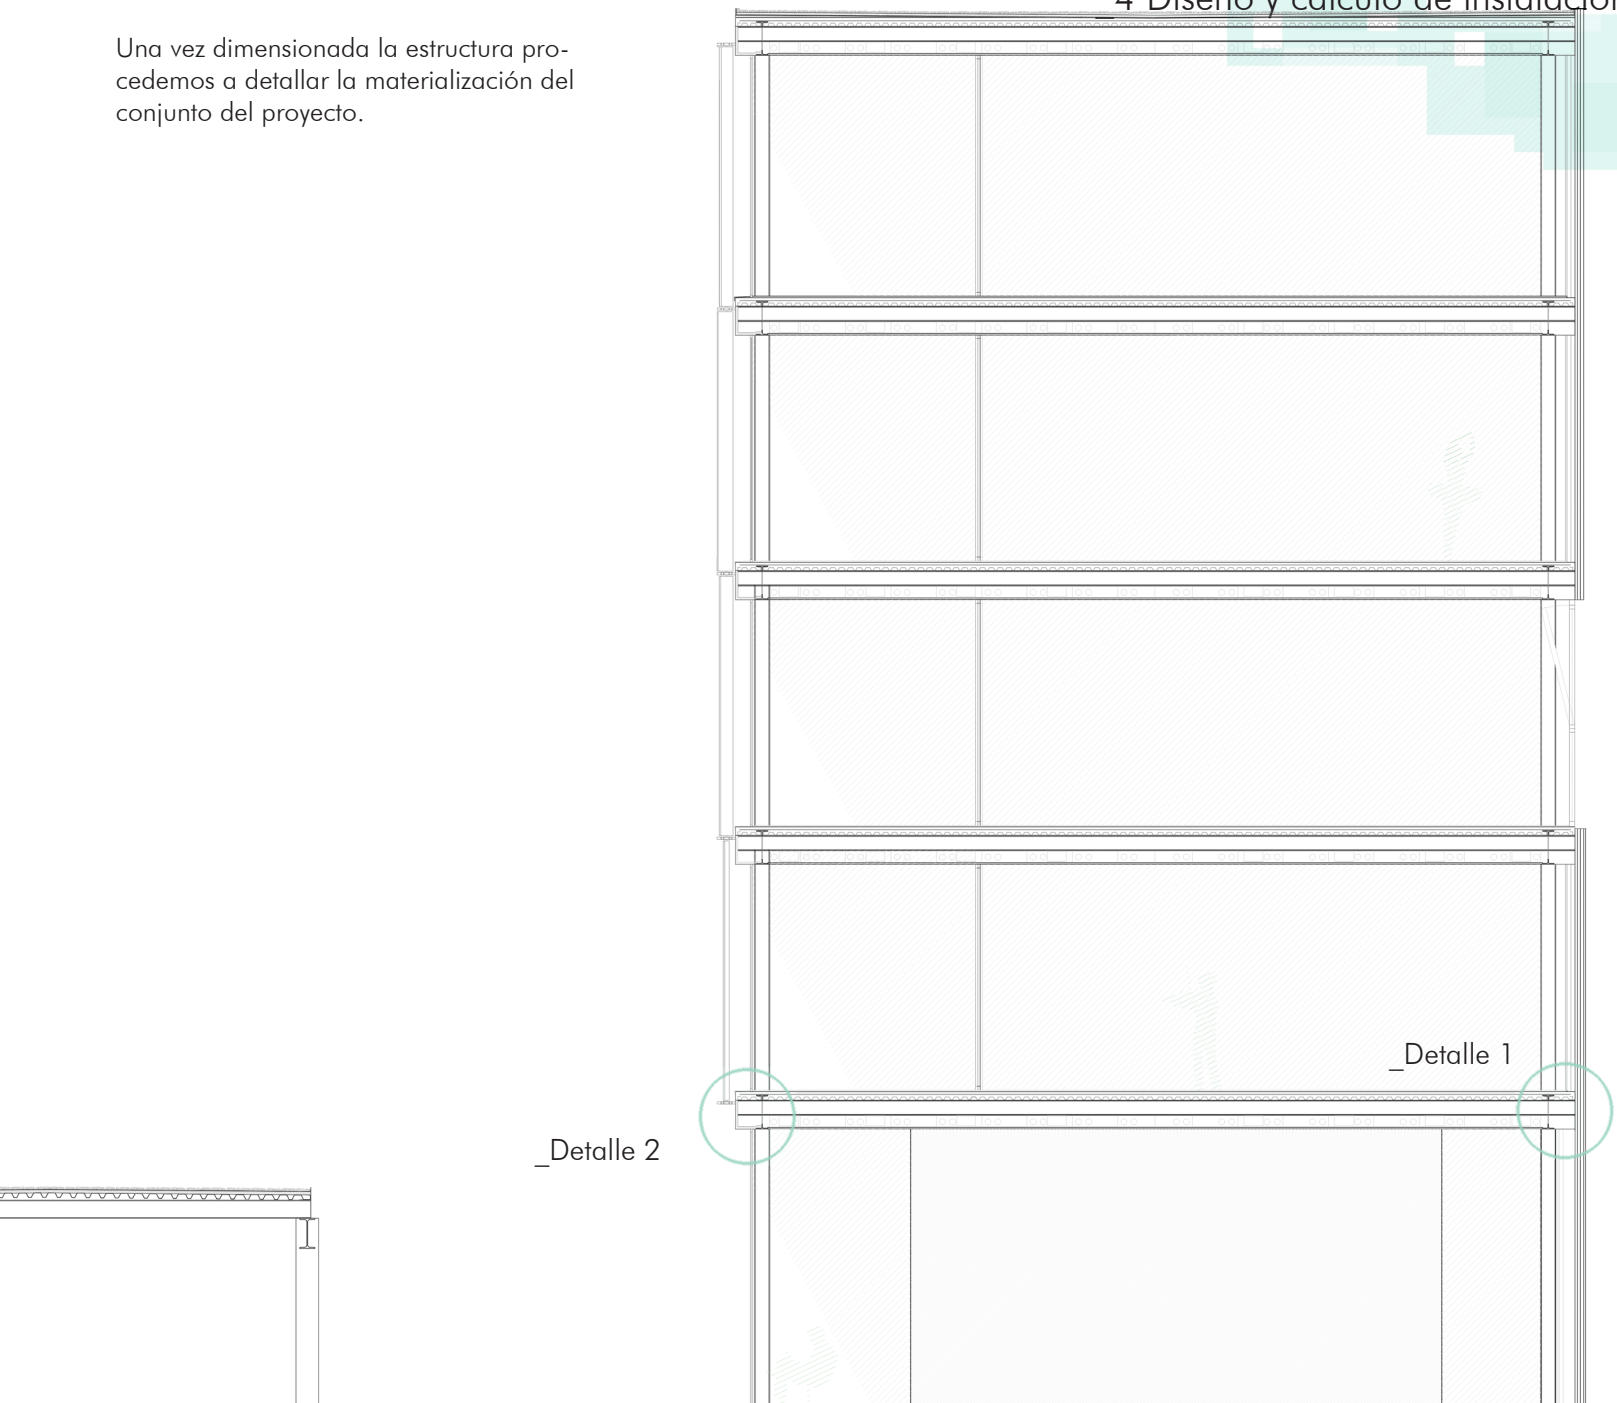 _4 Diseño y cálculo de instalacion
Una vez dimensionada la estructura pro-
cedemos a detallar la materialización del
conjunto del proyecto.
_Detalle 1
_Detalle 2